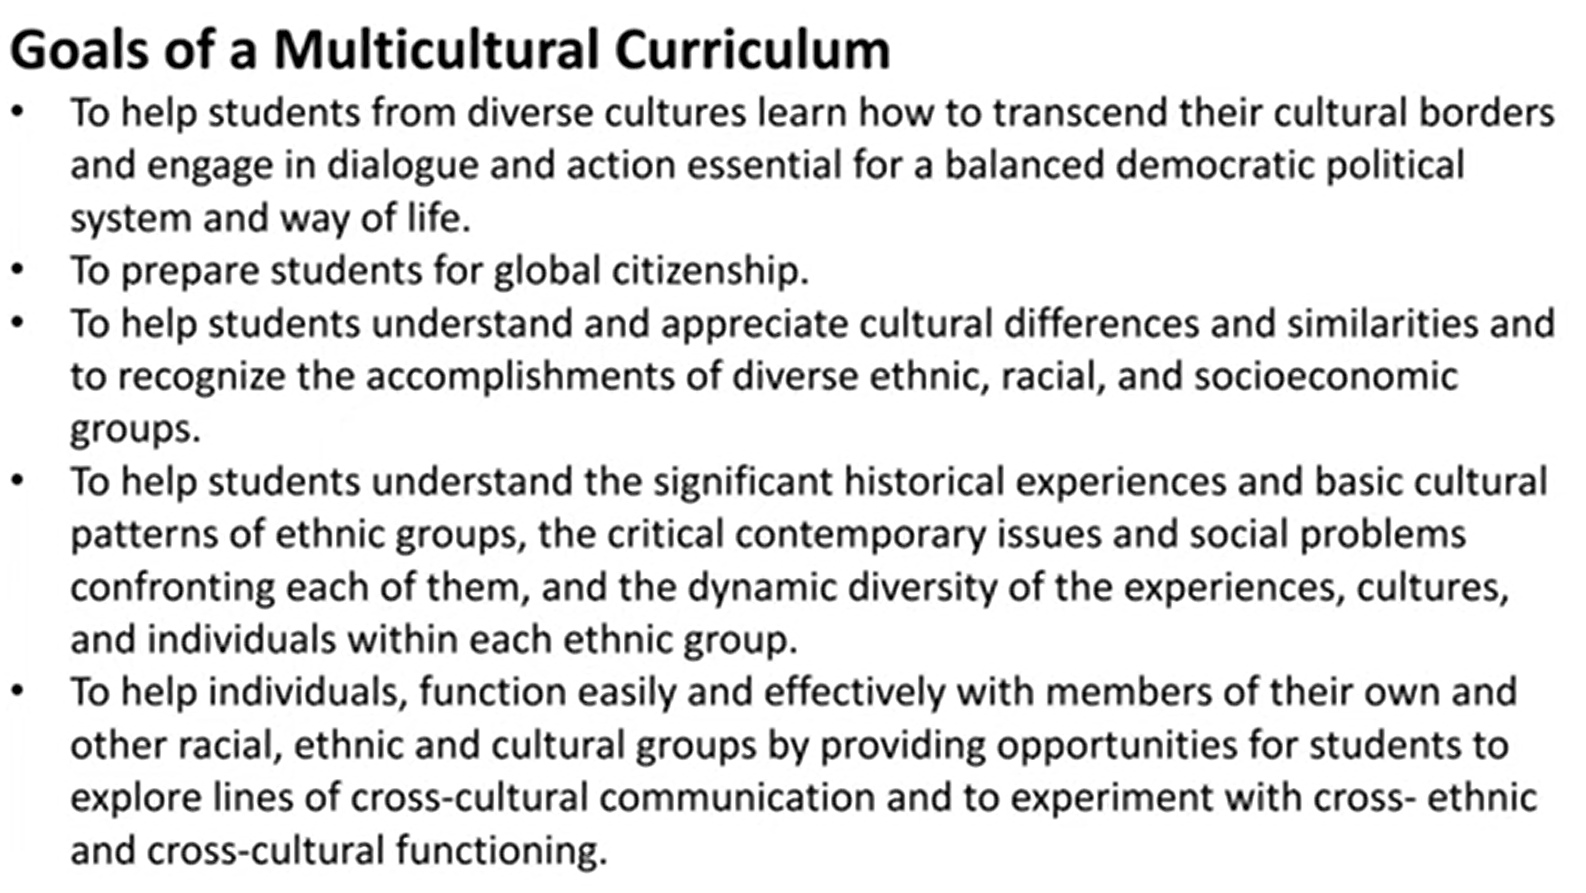 Goals of a Multicultural Curriculum
• To help students from diverse cultures learn how to transcend their cultural borders
and engage in dialogue and action essential for a balanced democratic political
system and way of life.
• To prepare students for global citizenship.
• To help students understand and appreciate cultural differences and similarities and
to recognize the accomplishments of diverse ethnic, racial, and socioeconomic
groups.
• To help students understand the significant historical experiences and basic cultural
patterns of ethnic groups, the critical contemporary issues and social problems
confronting each of them, and the dynamic diversity of the experiences, cultures,
and individuals within each ethnic group.
• To help individuals, function easily and effectively with members of their own and
other racial, ethnic and cultural groups by providing opportunities for students to
explore lines of cross-cultural communication and to experiment with cross- ethnic
and cross-cultural functioning.